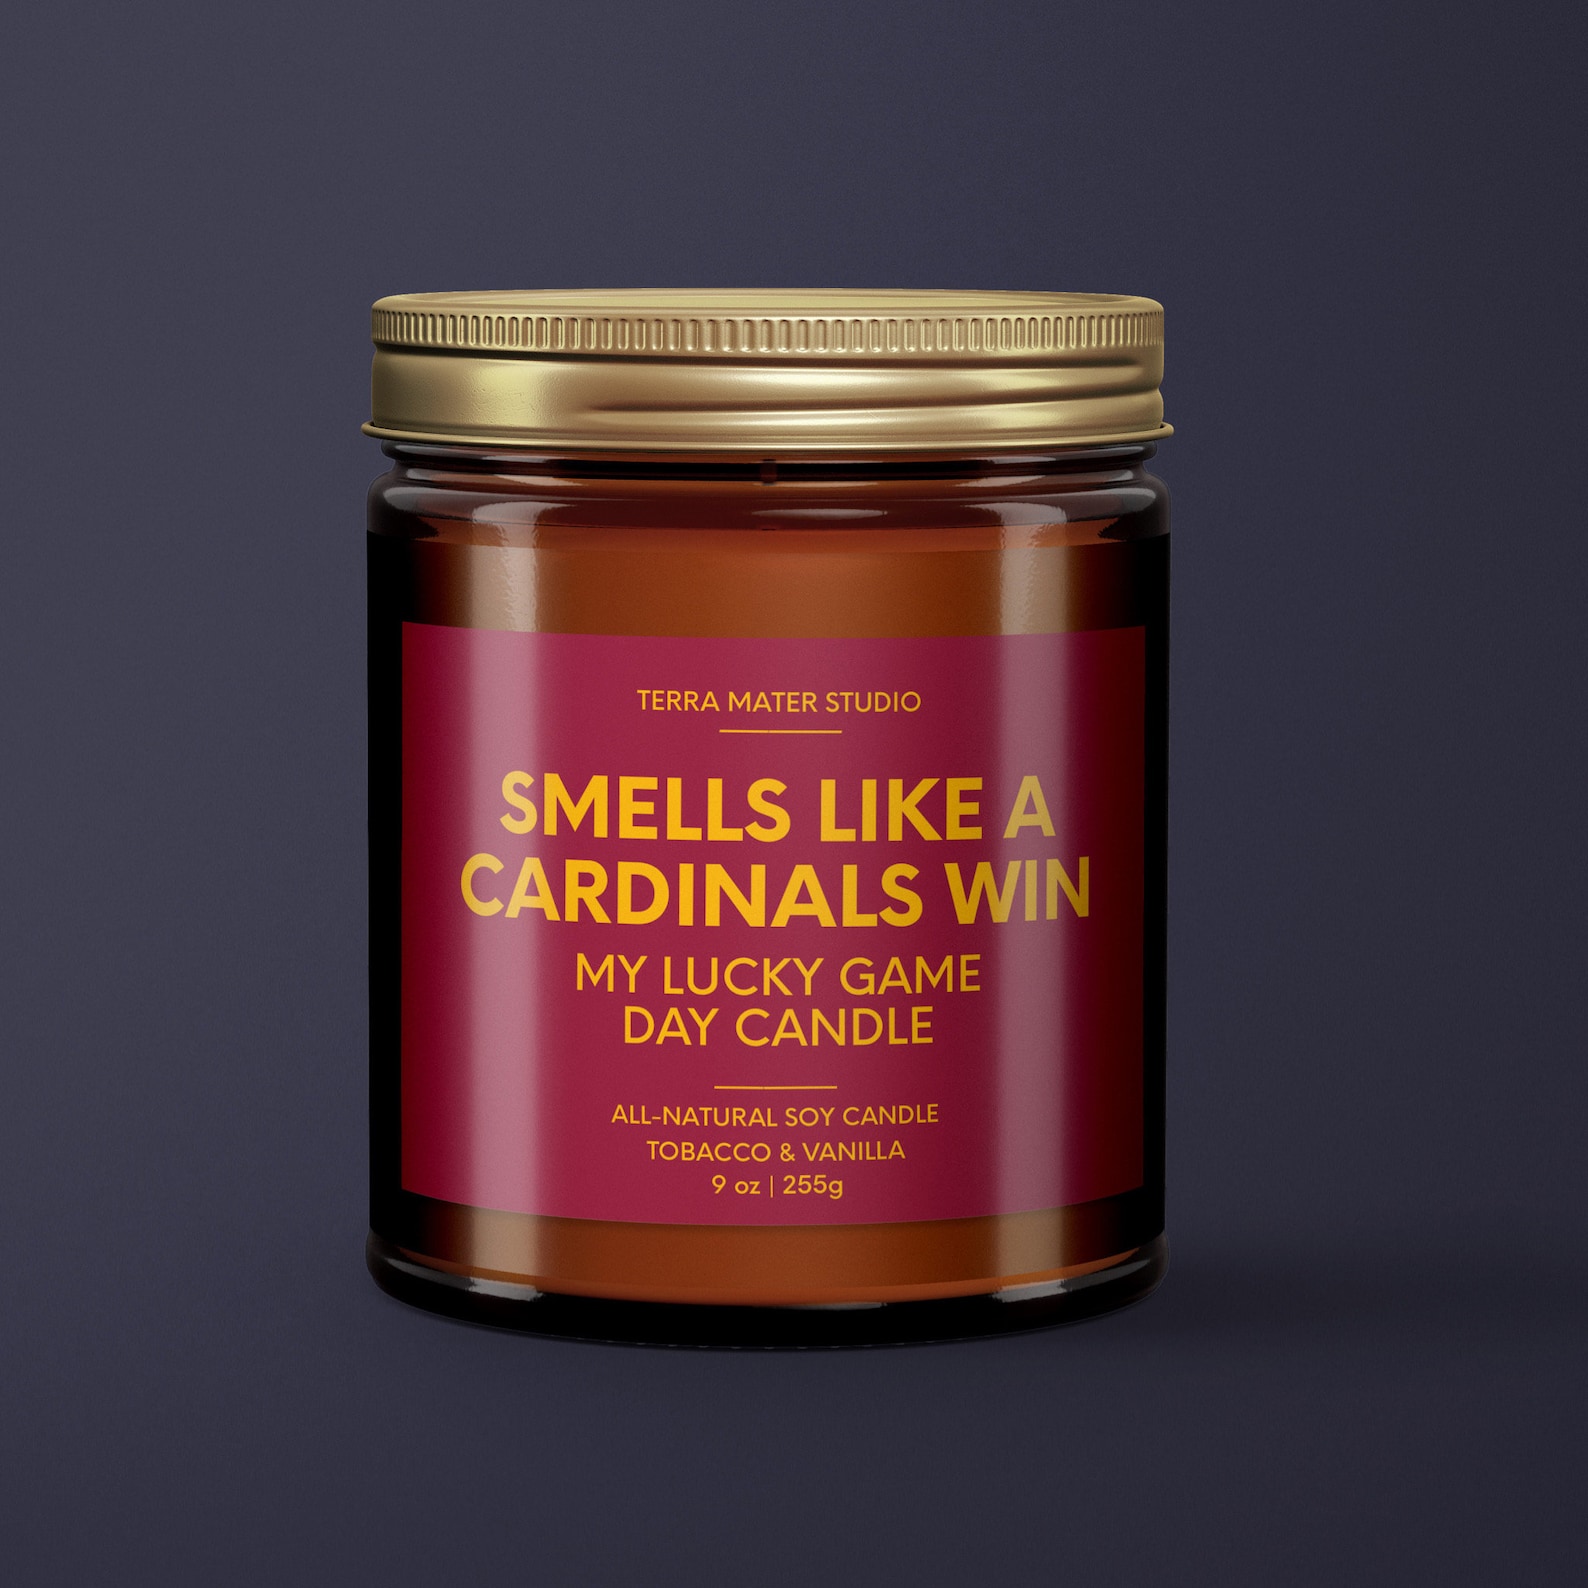 TERRA MATER STUDIO
SMELLS LIKE A
CARDINALS WIN
MY LUCKY GAME
DAY CANDLE
ALL-NATURAL SOY CANDLE
TOBACCO & VANILLA
9 oz | 255g